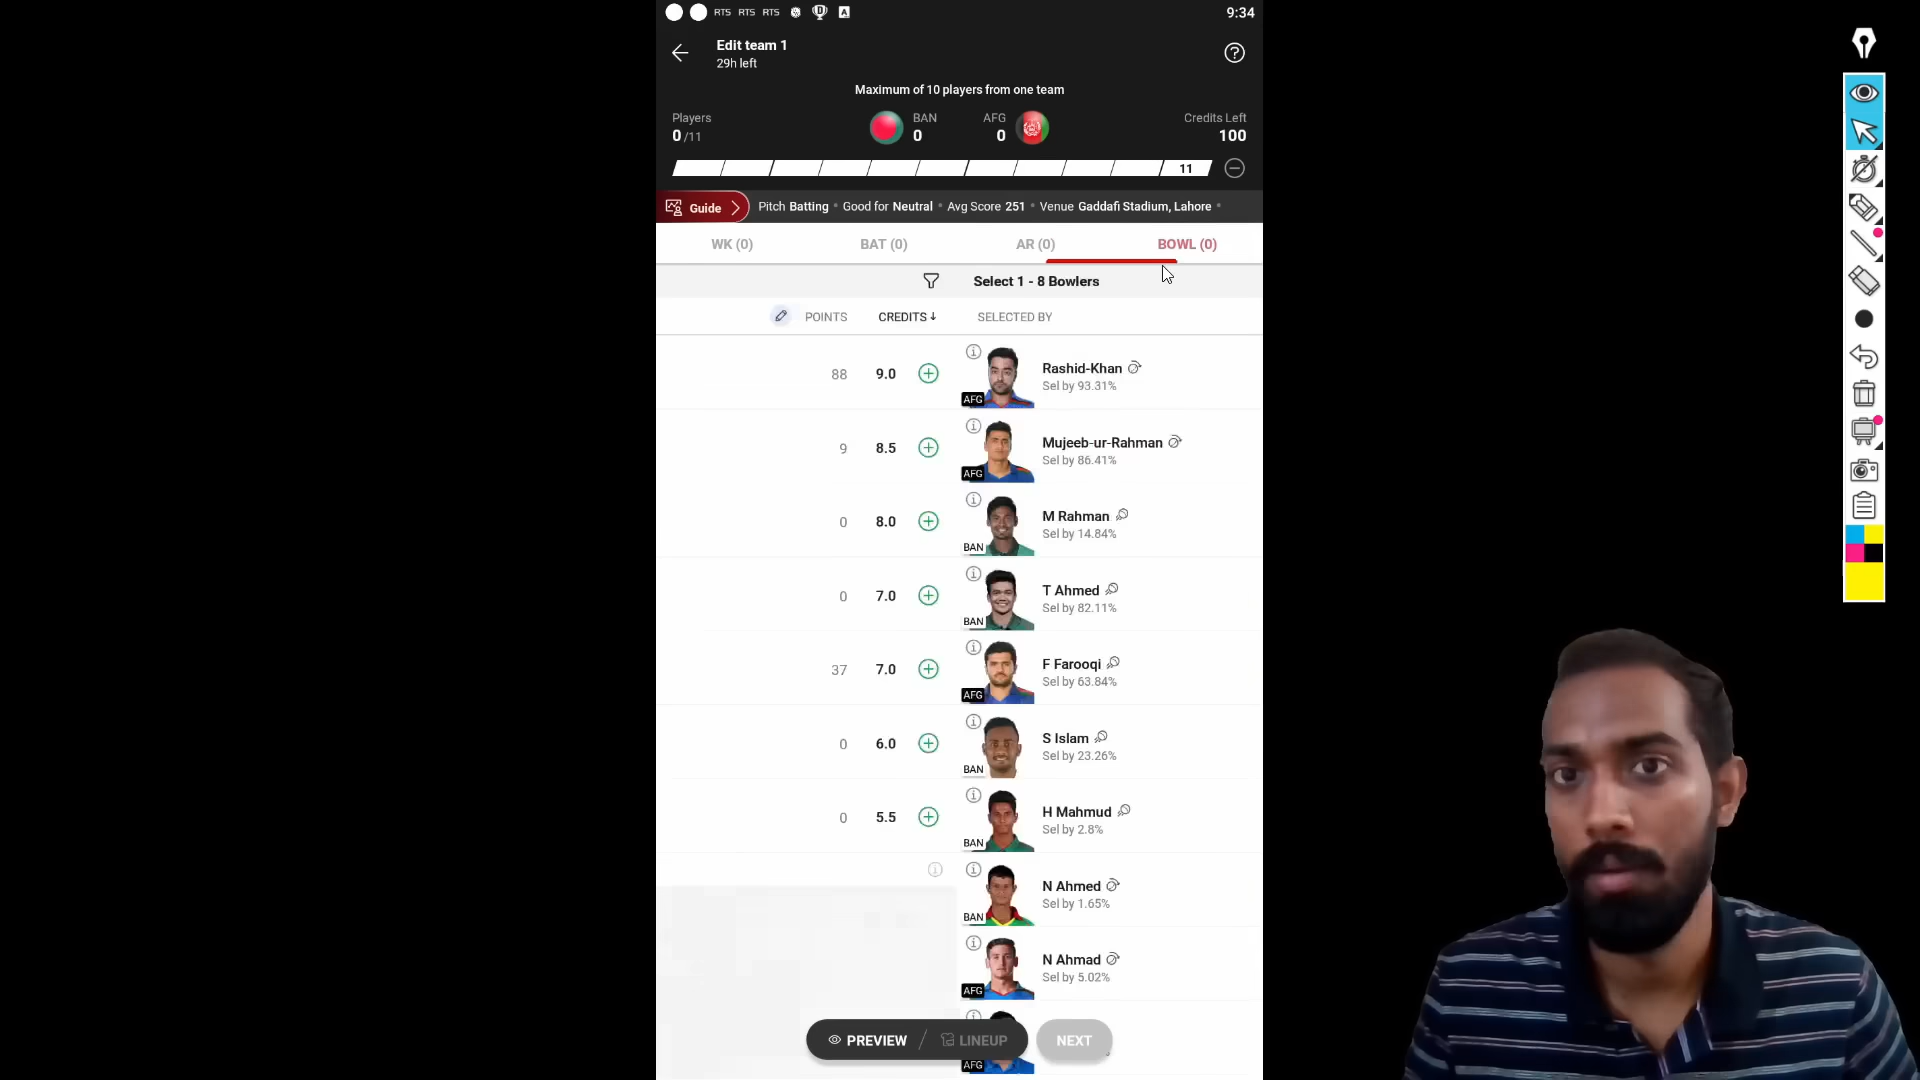 RTS RTS RTS A 9:34
Edit team 1
29h left
Maximum of 10 players from one team
Players BAN AFG Credits Left
0 /11 0 0 100
11
Guide Pitch Batting • Good for Neutral • Avg Score 251 • Venue Gaddafi Stadium, Lahore •
WK (0) BAT (0) AR (0) BOWL (0)
Select 1 - 8 Bowlers
POINTS CREDITS↓ SELECTED BY
88 9.0 AFG Rashid-Khan
Sel by 93.31%
9 8.5 AFG Mujeeb-ur-Rahman
Sel by 86.41%
0 8.0 BAN M Rahman
Sel by 14.84%
0 7.0 BAN T Ahmed
Sel by 82.11%
37 7.0 AFG F Farooqi
Sel by 63.84%
0 6.0 BAN S Islam
Sel by 23.26%
0 5.5 BAN H Mahmud
Sel by 2.8%
BAN N Ahmed
Sel by 1.65%
AFG N Ahmad
Sel by 5.02%
PREVIEW LINEUP NEXT
AFG